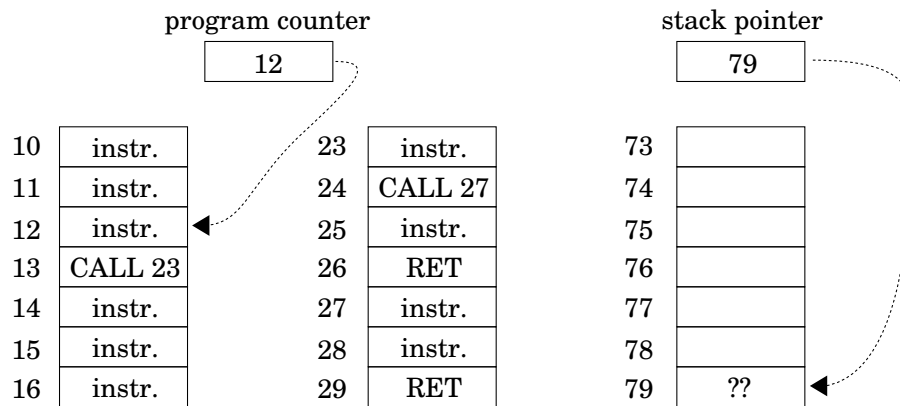 program counter stack pointer
12 79
10 instr. 23 instr. 73
11 instr. 24 CALL 27 74
12 instr. 25 instr. 75
13 CALL 23 26 RET 76
14 instr. 27 instr. 77
15 instr. 28 instr. 78
16 instr. 29 RET 79 ??